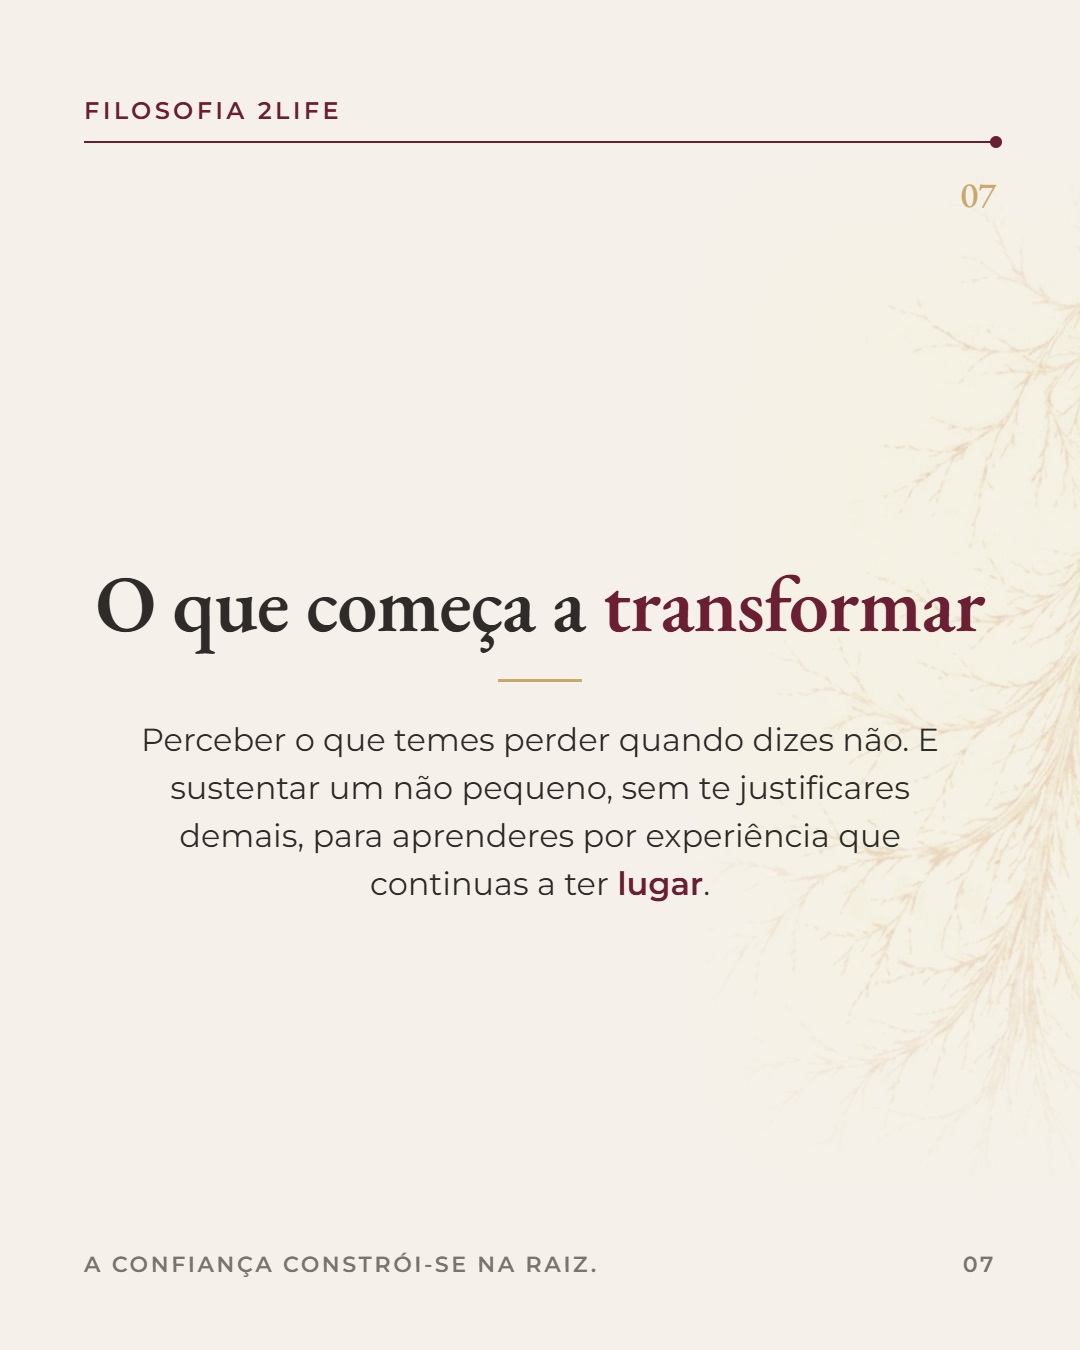 FILOSOFIA 2LIFE
07
O que começa a transformar
Perceber o que temes perder quando dizes não. E
sustentar um não pequeno, sem te justificares
demais, para aprenderes por experiência que
continuas a ter lugar.
A CONFIANÇA CONSTRÓI-SE NA RAIZ.
07